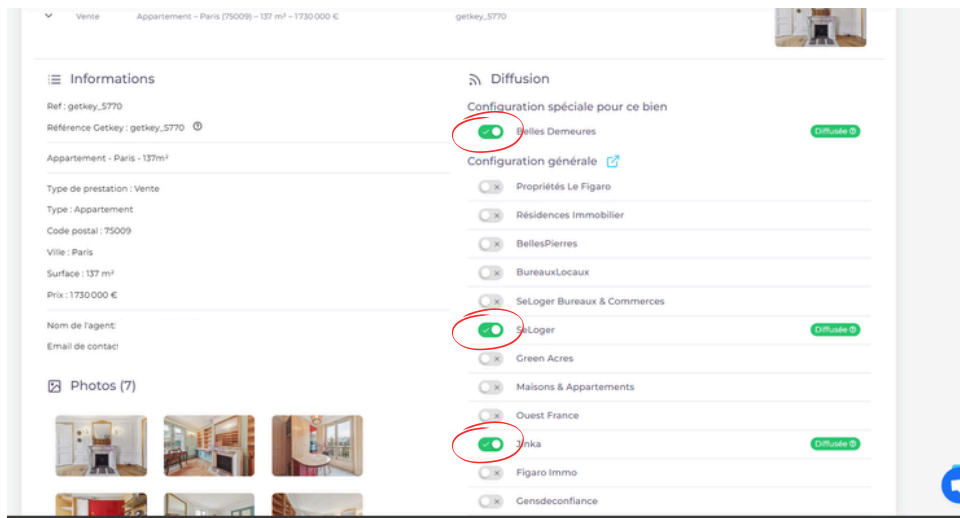 Vente Appartement – Paris (75009) – 137 m² – 1 730 000 € getkey_5770
Informations
Ref : getkey_5770
Référence Getkey : getkey_5770
Appartement - Paris - 137m²
Type de prestation : Vente
Type : Appartement
Code postal : 75009
Ville : Paris
Surface : 137 m²
Prix : 1 730 000 €
Nom de l'agent:
Email de contact
Photos (7)
Diffusion
Configuration spéciale pour ce bien
Belles Demeures Diffusée
Configuration générale
Propriétés Le Figaro
Résidences Immobilier
BellesPierres
BureauxLocaux
SeLoger Bureaux & Commerces
SeLoger Diffusée
Green Acres
Maisons & Appartements
Ouest France
Jinka Diffusée
Figaro Immo
Gensdeconfiance